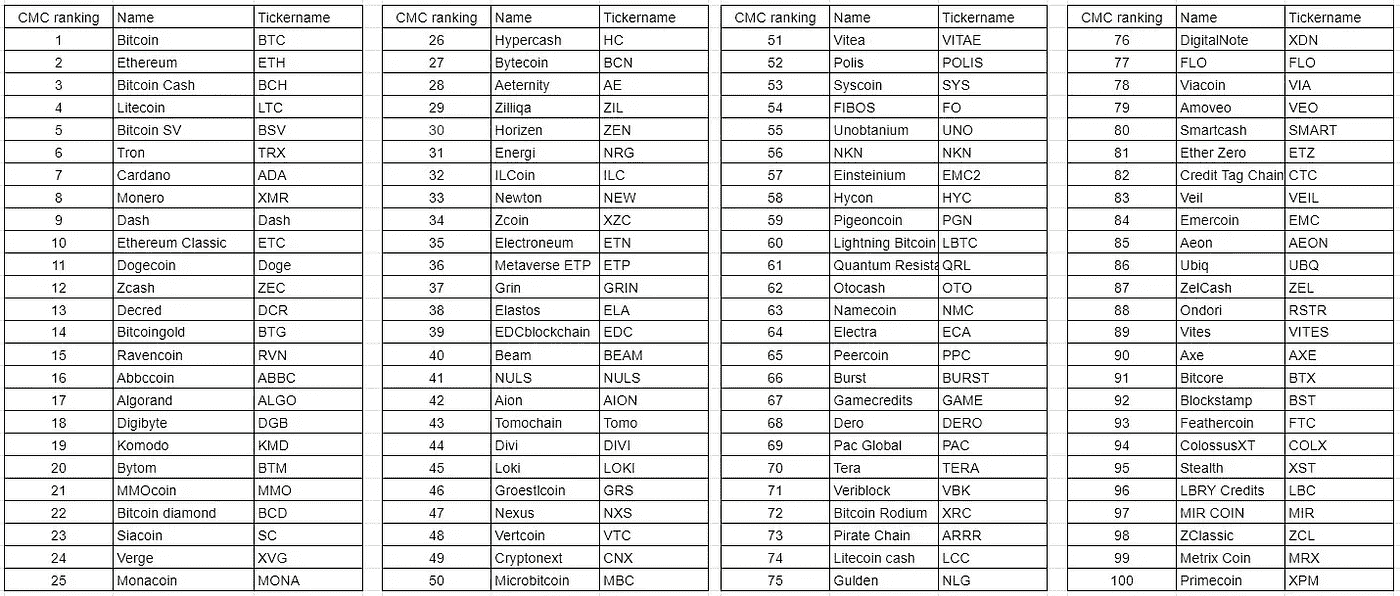 CMC ranking Name Tickername
1 Bitcoin BTC
2 Ethereum ETH
3 Bitcoin Cash BCH
4 Litecoin LTC
5 Bitcoin SV BSV
6 Tron TRX
7 Cardano ADA
8 Monero XMR
9 Dash Dash
10 Ethereum Classic ETC
11 Dogecoin Doge
12 Zcash ZEC
13 Decred DCR
14 Bitcoingold BTG
15 Ravencoin RVN
16 Abbccoin ABBC
17 Algorand ALGO
18 Digibyte DGB
19 Komodo KMD
20 Bytom BTM
21 MMOcoin MMO
22 Bitcoin diamond BCD
23 Siacoin SC
24 Verge XVG
25 Monacoin MONA
CMC ranking Name Tickername
26 Hypercash HC
27 Bytecoin BCN
28 Aeternity AE
29 Zilliqa ZIL
30 Horizen ZEN
31 Energi NRG
32 ILCoin ILC
33 Newton NEW
34 Zcoin XZC
35 Electroneum ETN
36 Metaverse ETP ETP
37 Grin GRIN
38 Elastos ELA
39 EDCblockchain EDC
40 Beam BEAM
41 NULS NULS
42 Aion AION
43 Tomochain Tomo
44 Divi DIVI
45 Loki LOKI
46 Groestlcoin GRS
47 Nexus NXS
48 Vertcoin VTC
49 Cryptonext CNX
50 Microbitcoin MBC
CMC ranking Name Tickername
51 Vitea VITAE
52 Polis POLIS
53 Syscoin SYS
54 FIBOS FO
55 Unobtanium UNO
56 NKN NKN
57 Einsteinium EMC2
58 Hycon HYC
59 Pigeoncoin PGN
60 Lightning Bitcoin LBTC
61 Quantum Resista QRL
62 Otocash OTO
63 Namecoin NMC
64 Electra ECA
65 Peercoin PPC
66 Burst BURST
67 Gamecredits GAME
68 Dero DERO
69 Pac Global PAC
70 Tera TERA
71 Veriblock VBK
72 Bitcoin Rodium XRC
73 Pirate Chain ARRR
74 Litecoin cash LCC
75 Gulden NLG
CMC ranking Name Tickername
76 DigitalNote XDN
77 FLO FLO
78 Viacoin VIA
79 Amoveo VEO
80 Smartcash SMART
81 Ether Zero ETZ
82 Credit Tag Chain CTC
83 Veil VEIL
84 Emercoin EMC
85 Aeon AEON
86 Ubiq UBQ
87 ZelCash ZEL
88 Ondori RSTR
89 Vites VITES
90 Axe AXE
91 Bitcore BTX
92 Blockstamp BST
93 Feathercoin FTC
94 ColossusXT COLX
95 Stealth XST
96 LBRY Credits LBC
97 MIR COIN MIR
98 ZClassic ZCL
99 Metrix Coin MRX
100 Primecoin XPM